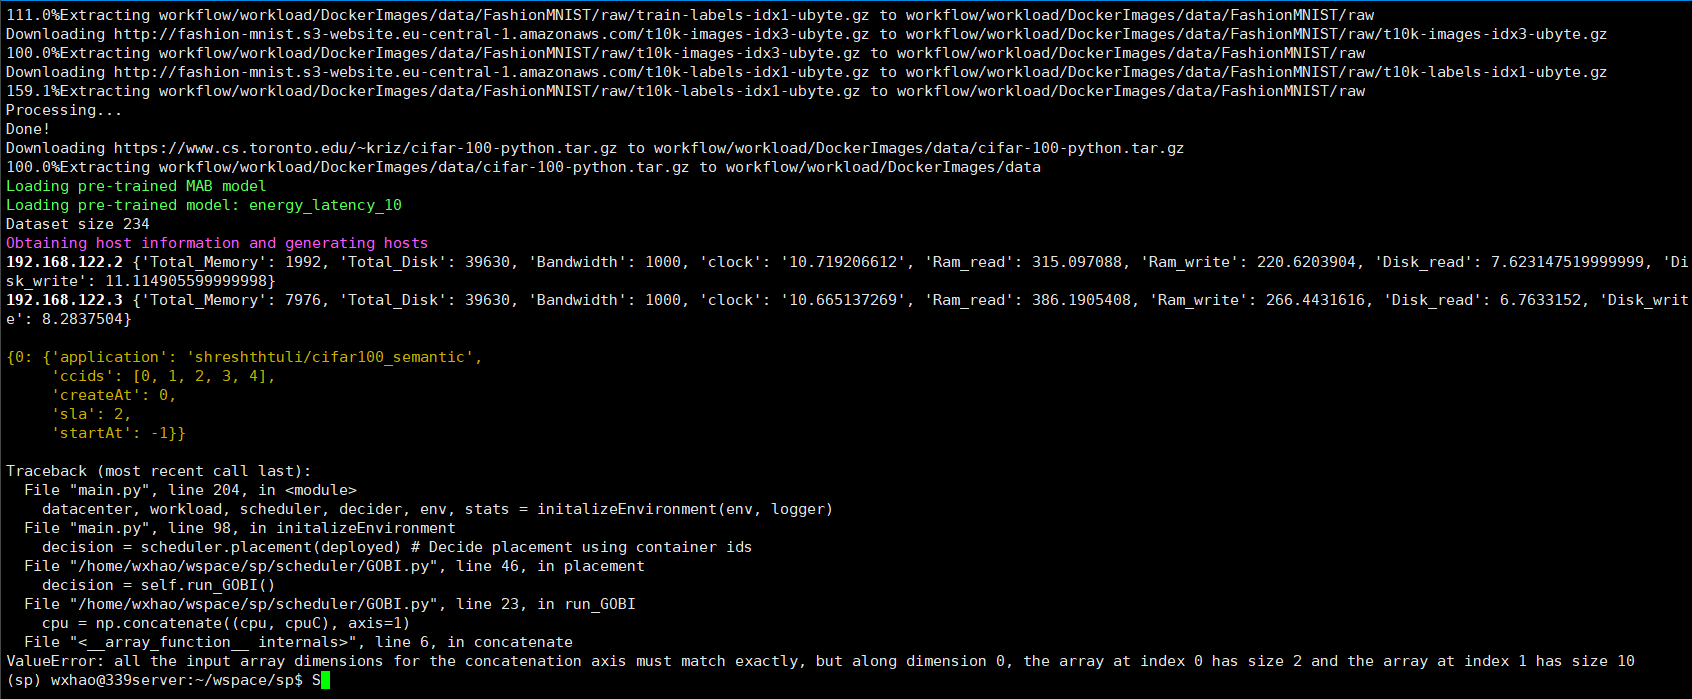 111.0%Extracting workflow/workload/DockerImages/data/FashionMNIST/raw/train-labels-idx1-ubyte.gz to workflow/workload/DockerImages/data/FashionMNIST/raw
Downloading http://fashion-mnist.s3-website.eu-central-1.amazonaws.com/t10k-images-idx3-ubyte.gz to workflow/workload/DockerImages/data/FashionMNIST/raw/t10k-images-idx3-ubyte.gz
100.0%Extracting workflow/workload/DockerImages/data/FashionMNIST/raw/t10k-images-idx3-ubyte.gz to workflow/workload/DockerImages/data/FashionMNIST/raw
Downloading http://fashion-mnist.s3-website.eu-central-1.amazonaws.com/t10k-labels-idx1-ubyte.gz to workflow/workload/DockerImages/data/FashionMNIST/raw/t10k-labels-idx1-ubyte.gz
159.1%Extracting workflow/workload/DockerImages/data/FashionMNIST/raw/t10k-labels-idx1-ubyte.gz to workflow/workload/DockerImages/data/FashionMNIST/raw
Processing...
Done!
Downloading https://www.cs.toronto.edu/~kriz/cifar-100-python.tar.gz to workflow/workload/DockerImages/data/cifar-100-python.tar.gz
100.0%Extracting workflow/workload/DockerImages/data/cifar-100-python.tar.gz to workflow/workload/DockerImages/data
Loading pre-trained MAB model
Loading pre-trained model: energy_latency_10
Dataset size 234
Obtaining host information and generating hosts
192.168.122.2 {'Total_Memory': 1992, 'Total_Disk': 39630, 'Bandwidth': 1000, 'clock': '10.719206612', 'Ram_read': 315.097088, 'Ram_write': 220.6203904, 'Disk_read': 7.623147519999999, 'Di
sk_write': 11.114905599999998}
192.168.122.3 {'Total_Memory': 7976, 'Total_Disk': 39630, 'Bandwidth': 1000, 'clock': '10.665137269', 'Ram_read': 386.1905408, 'Ram_write': 266.4431616, 'Disk_read': 6.7633152, 'Disk_writ
e': 8.2837504}
{0: {'application': 'shreshthtuli/cifar100_semantic',
     'ccids': [0, 1, 2, 3, 4],
     'createAt': 0,
     'sla': 2,
     'startAt': -1}}
Traceback (most recent call last):
  File "main.py", line 204, in <module>
    datacenter, workload, scheduler, decider, env, stats = initalizeEnvironment(env, logger)
  File "main.py", line 98, in initalizeEnvironment
    decision = scheduler.placement(deployed) # Decide placement using container ids
  File "/home/wxhao/wspace/sp/scheduler/GOBI.py", line 46, in placement
    decision = self.run_GOBI()
  File "/home/wxhao/wspace/sp/scheduler/GOBI.py", line 23, in run_GOBI
    cpu = np.concatenate((cpu, cpuC), axis=1)
  File "<__array_function__ internals>", line 6, in concatenate
ValueError: all the input array dimensions for the concatenation axis must match exactly, but along dimension 0, the array at index 0 has size 2 and the array at index 1 has size 10
(sp) wxhao@339server:~/wspace/sp$ S